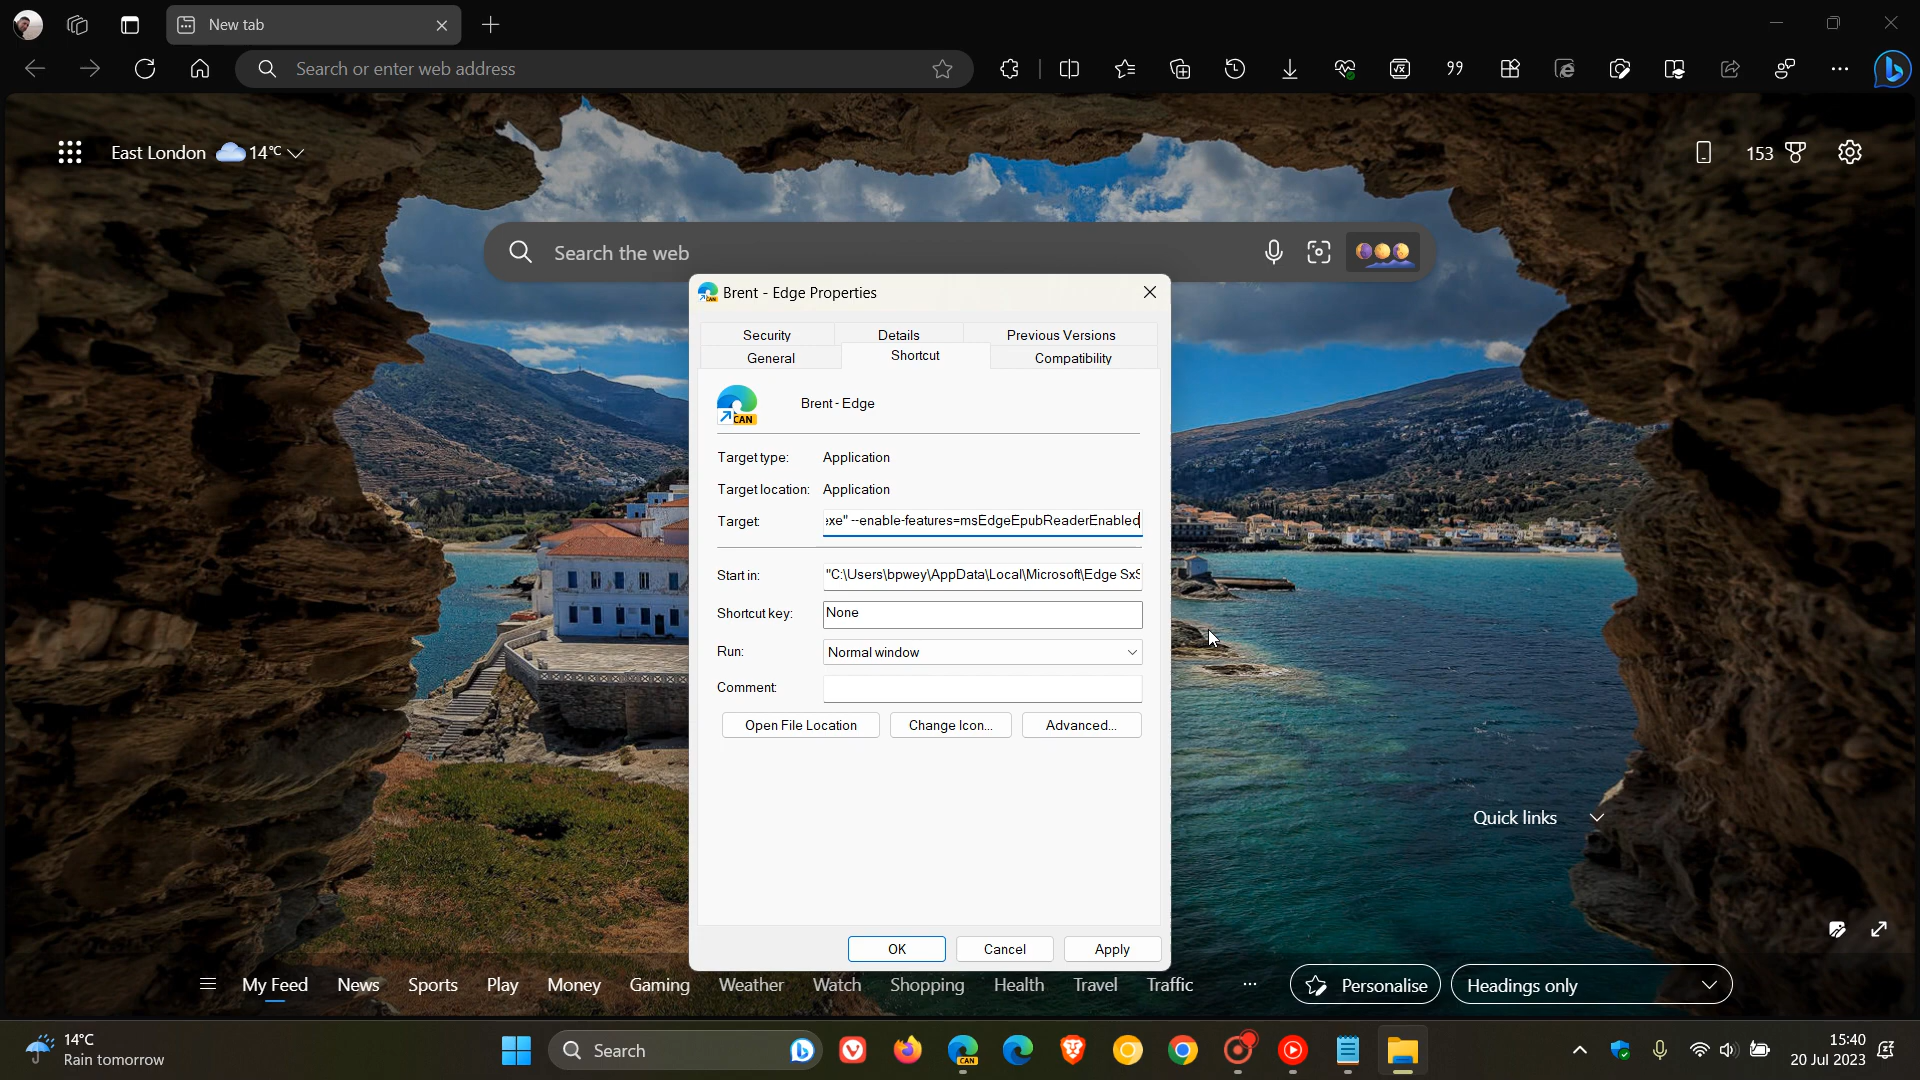 New tab
Search or enter web address
East London 14°C
153
Search the web
Brent - Edge Properties
Security Details Previous Versions
General Shortcut Compatibility
CAN
Brent - Edge
Target type: Application
Target location: Application
Target: xe" --enable-features=msEdgeEpubReaderEnabled
Start in: "C:\Users\bpwey\AppData\Local\Microsoft\Edge Sx
Shortcut key: None
Run: Normal window
Comment:
Open File Location Change Icon... Advanced...
Quick links
OK Cancel Apply
My Feed News Sports Play Money Gaming Weather Watch Shopping Health Travel Traffic ... Personalise Headings only
14°C
Rain tomorrow
Search
CAN
15:40
20 Jul 2023